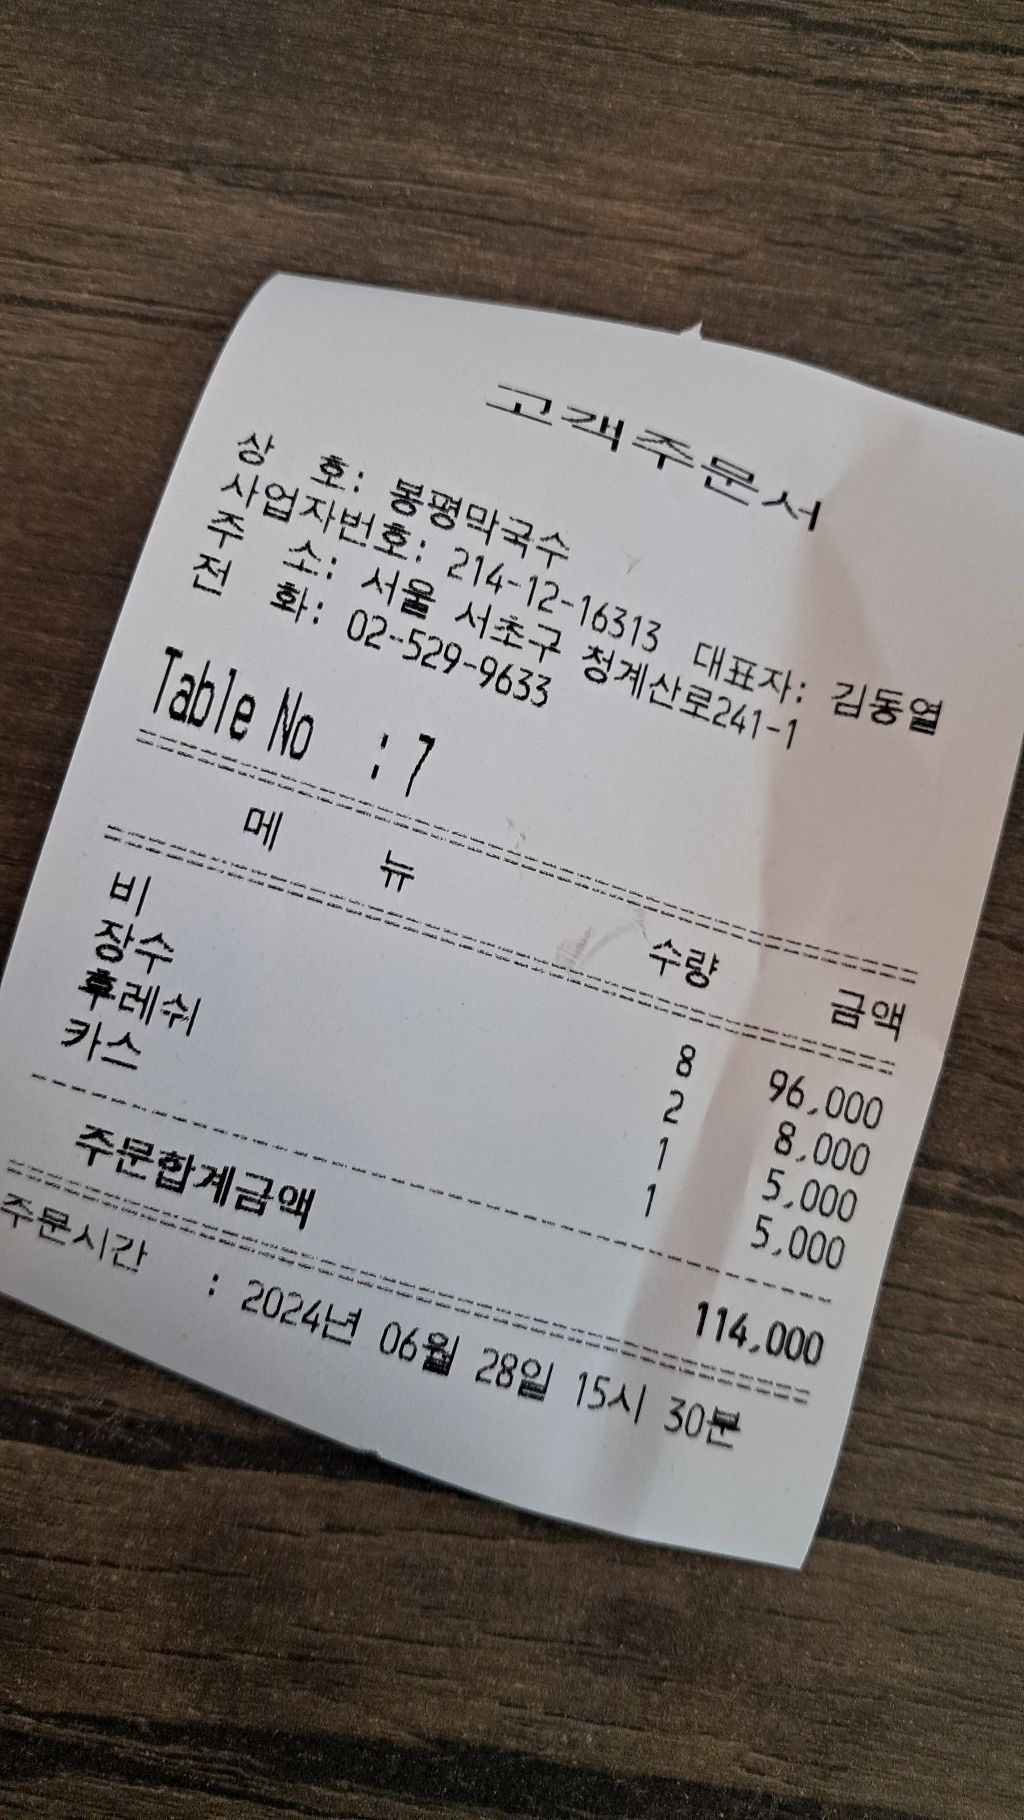 고객주문서
상 호: 봉평막국수
사업자번호: 214-12-16313 대표자: 김동열
주 소: 서울 서초구 청계산로241-1
전 화: 02-529-9633
Table No : 7
메 뉴 수량 금액
비 8 96,000
장수 2 8,000
후레쉬 1 5,000
카스 1 5,000
주문합계금액 114,000
주문시간 : 2024년 06월 28일 15시 30분